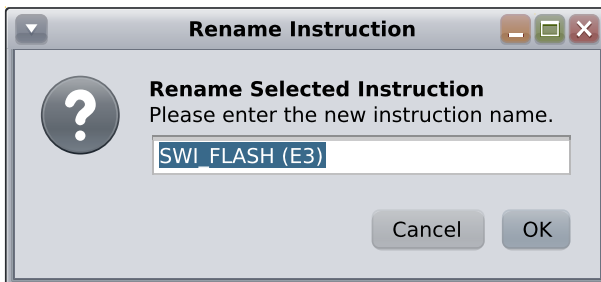 Rename Instruction
Rename Selected Instruction
Please enter the new instruction name.
SWI_FLASH (E3)
Cancel OK